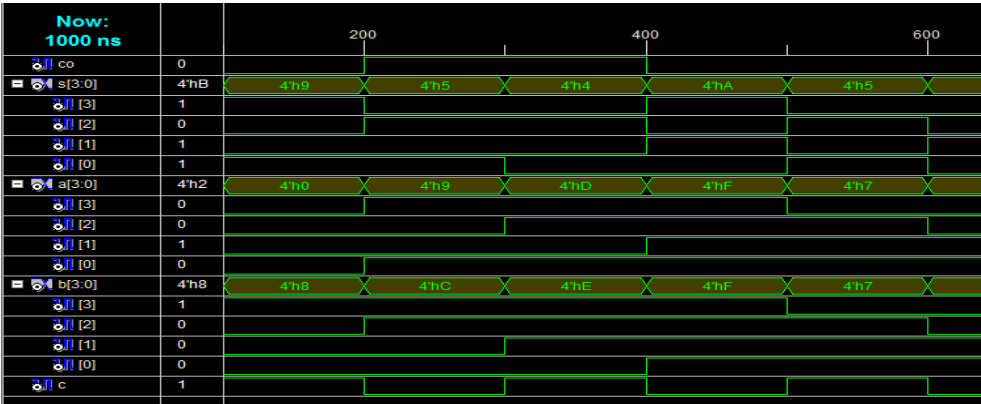 Now:
1000 ns
200 400 600
co 0
s[3:0] 4'hB 4'h9 4'h5 4'h4 4'hA 4'h5
[3] 1
[2] 0
[1] 1
[0] 1
a[3:0] 4'h2 4'h0 4'h9 4'hD 4'hF 4'h7
[3] 0
[2] 0
[1] 1
[0] 0
b[3:0] 4'h8 4'h8 4'hC 4'hE 4'hF 4'h7
[3] 1
[2] 0
[1] 0
[0] 0
c 1